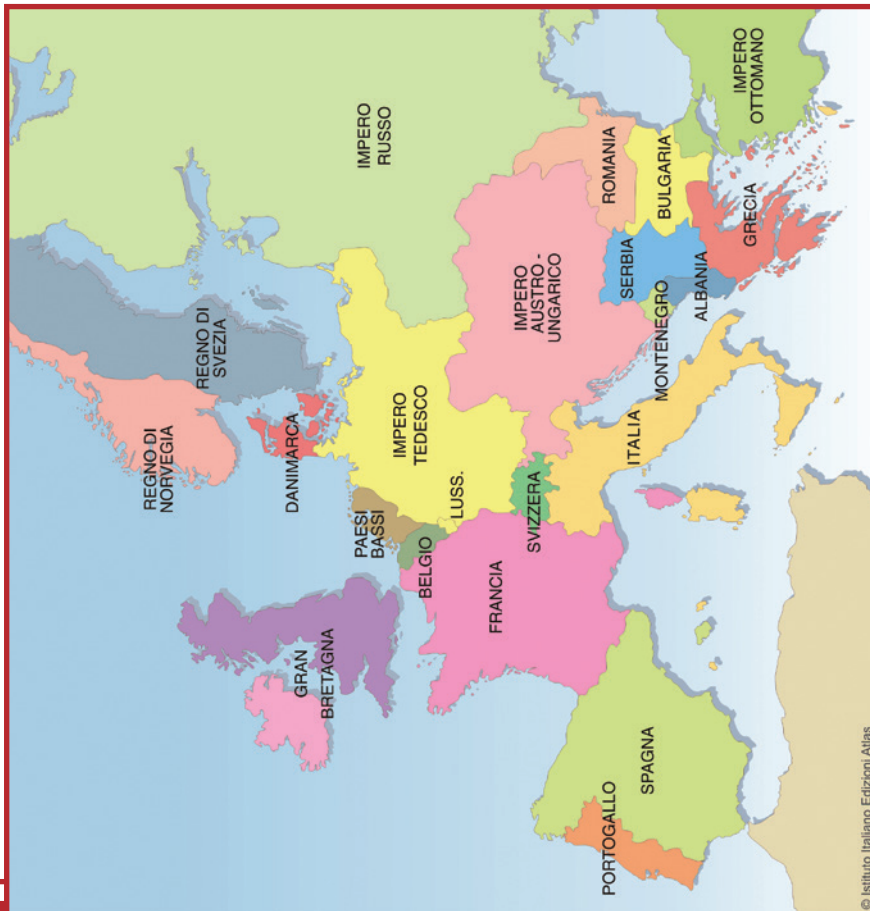 REGNO DI
NORVEGIA
REGNO DI
SVEZIA
IMPERO
RUSSO
DANIMARCA
GRAN
BRETAGNA
PAESI
BASSI
IMPERO
TEDESCO
BELGIO
LUSS.
FRANCIA
SVIZZERA
IMPERO
AUSTRO -
UNGARICO
ROMANIA
PORTOGALLO
SPAGNA
ITALIA
MONTENEGRO
SERBIA
BULGARIA
ALBANIA
GRECIA
IMPERO
OTTOMANO
© Istituto Italiano Edizioni Atlas